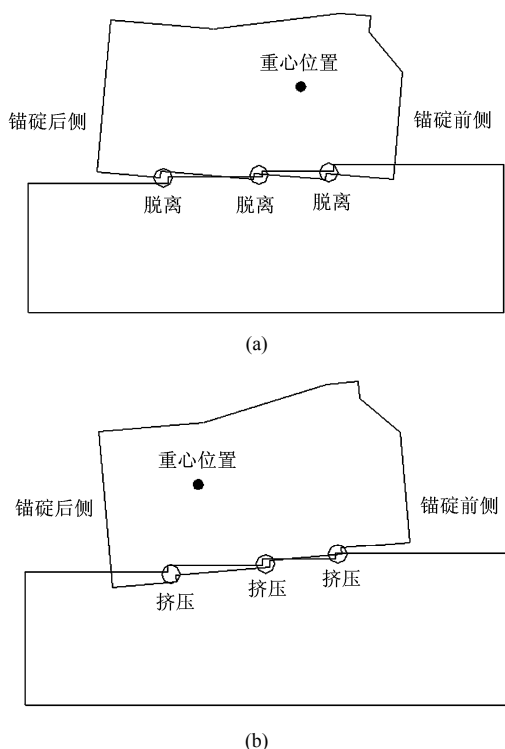 重心位置
锚碇后侧
锚碇前侧
脱离
脱离
脱离
(a)
重心位置
锚碇后侧
锚碇前侧
挤压
挤压
挤压
(b)